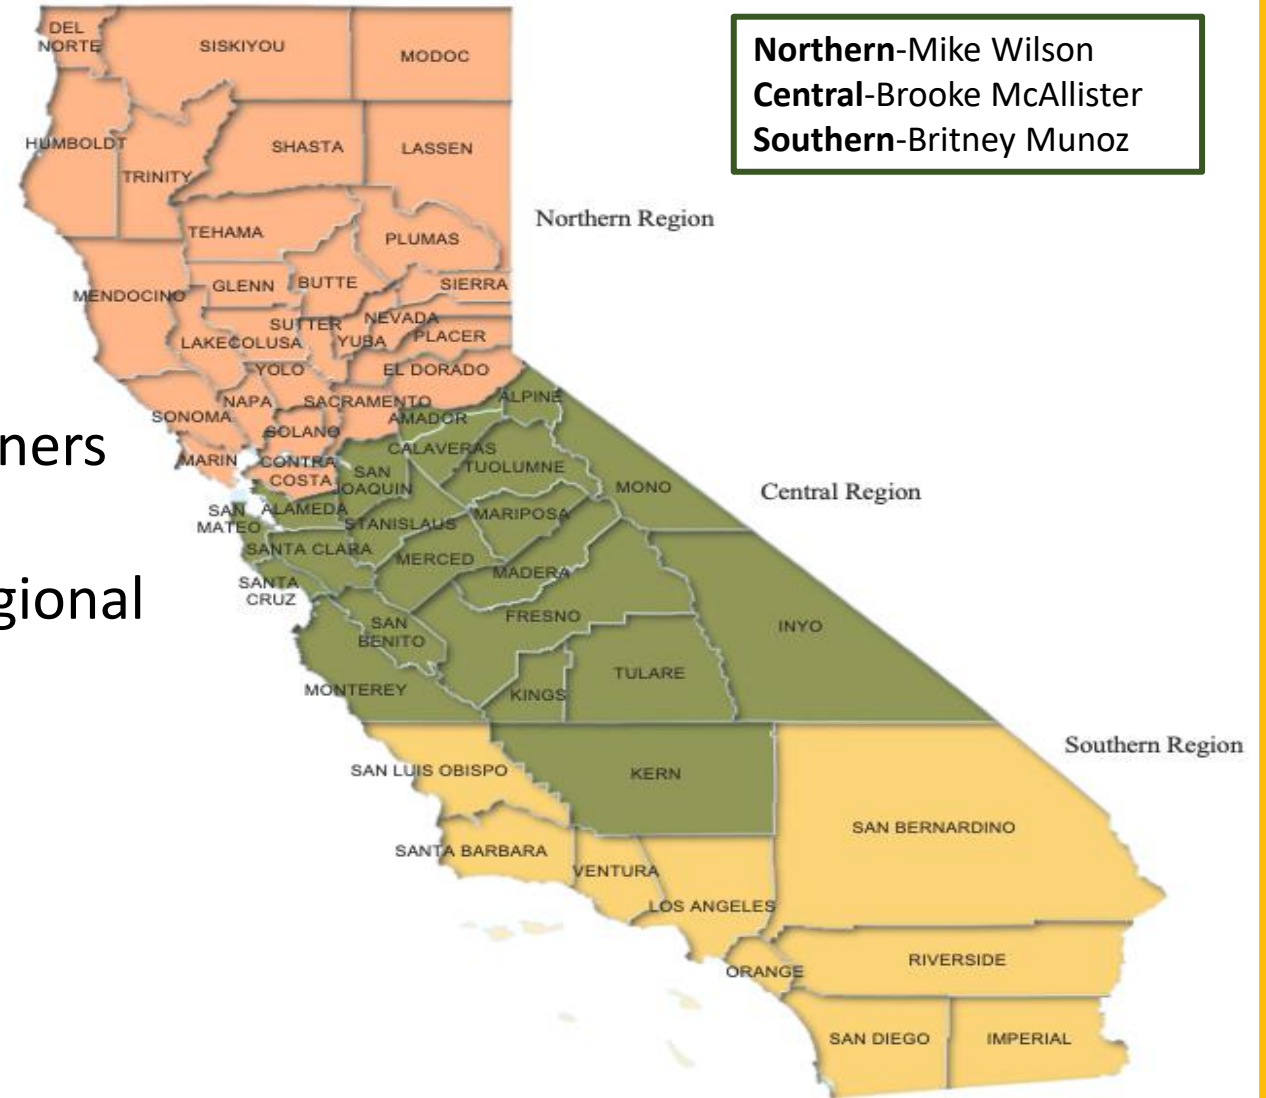 Northern-Mike Wilson
Central-Brooke McAllister
Southern-Britney Munoz
DEL
NORTE
SISKIYOU
MODOC
HUMBOLDT
TRINITY
SHASTA
LASSEN
Northern Region
TEHAMA
PLUMAS
MENDOCINO
GLENN
BUTTE
SIERRA
SUTTER
NEVADA
LAKE
COLUSA
YUBA
PLACER
YOLO
EL DORADO
NAPA
SACRAMENTO
ALPINE
SONOMA
SOLANO
AMADOR
ners
MARIN
CONTRA
COSTA
CALAVERAS
SAN
JOAQUIN
TUOLUMNE
MONO
Central Region
SAN
MATEO
ALAMEDA
STANISLAUS
MARIPOSA
SANTA CLARA
MERCED
MADERA
SANTA
CRUZ
gional
SAN
BENITO
FRESNO
INYO
MONTEREY
KINGS
TULARE
Southern Region
SAN LUIS OBISPO
KERN
SAN BERNARDINO
SANTA BARBARA
VENTURA
LOS ANGELES
ORANGE
RIVERSIDE
SAN DIEGO
IMPERIAL